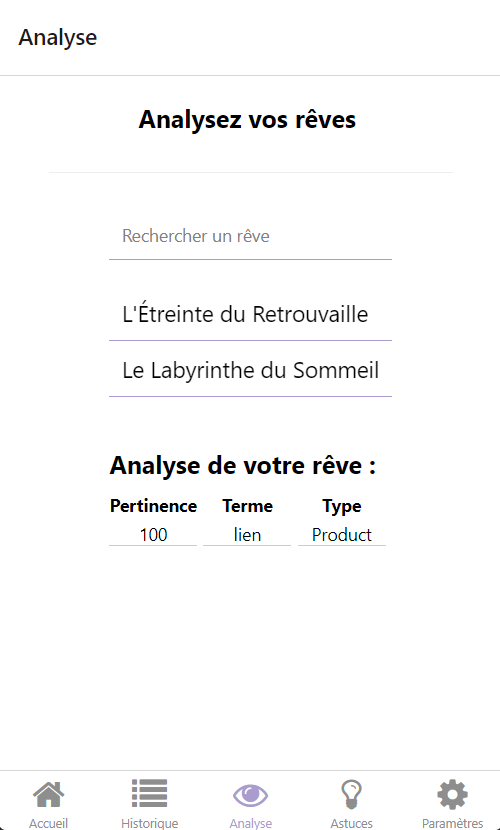 Analyse
Analysez vos rêves
Rechercher un rêve
L'Étreinte du Retrouvaille
Le Labyrinthe du Sommeil
Analyse de votre rêve :
Pertinence Terme Type
100 lien Product
Accueil Historique Analyse Astuces Paramètres